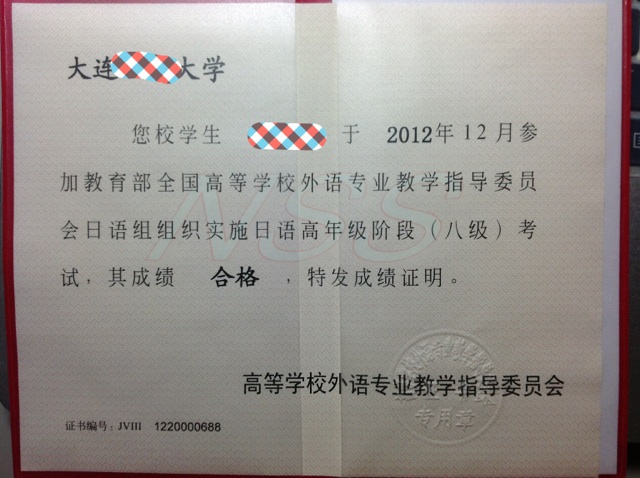 大连 大学
您校学生 于 2012年12月参
加教育部全国高等学校外语专业教学指导委员
会日语组组织实施日语高年级阶段（八级）考
试，其成绩 合格 ，特发成绩证明。
高等学校外语专业教学指导委员会
专用章
证书编号：JVIII 1220000688